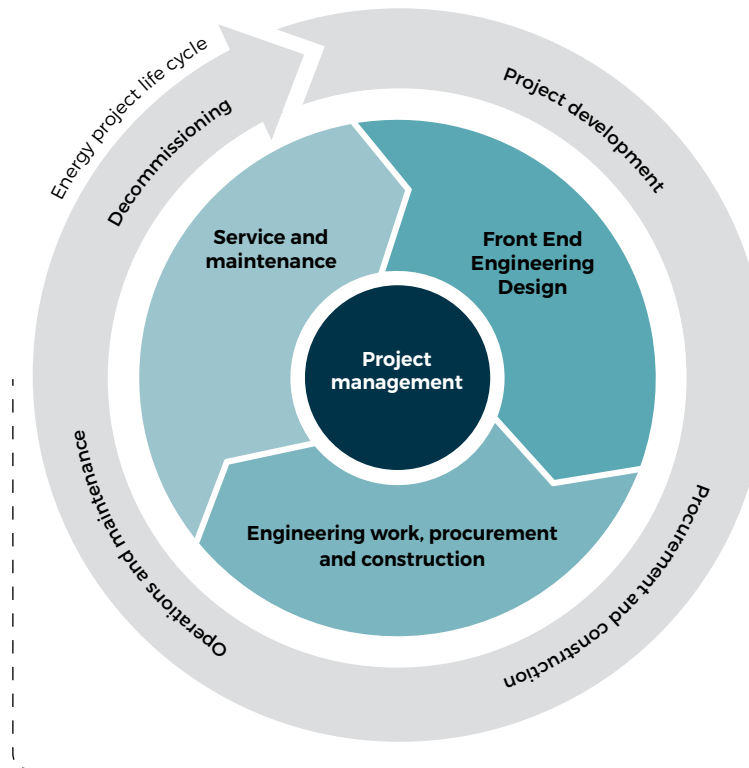 Energy project life cycle
Decommissioning
Project development
Service and
maintenance
Front End
Engineering
Design
Project
management
Engineering work, procurement
and construction
Operations and maintenance
Procurement and construction